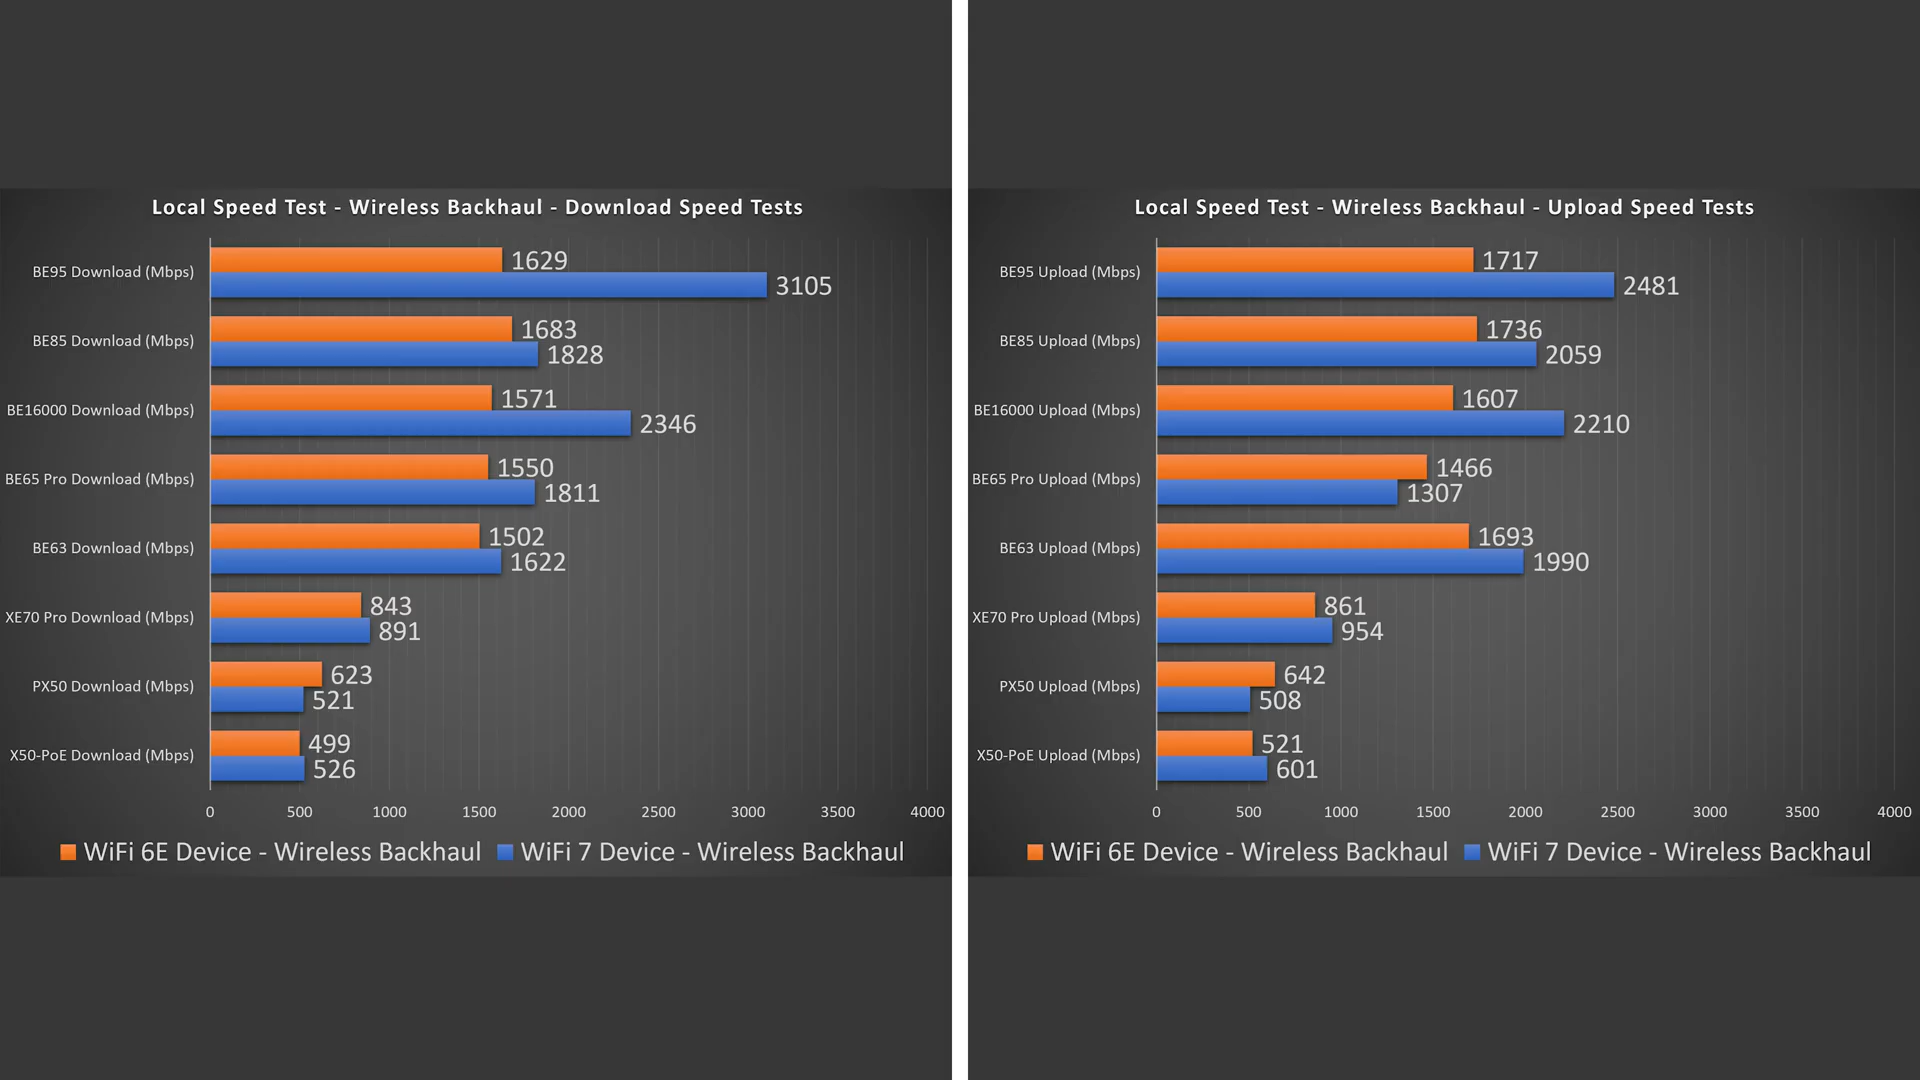 Local Speed Test - Wireless Backhaul - Download Speed Tests
BE95 Download (Mbps)
1629
3105
BE85 Download (Mbps)
1683
1828
BE16000 Download (Mbps)
1571
2346
BE65 Pro Download (Mbps)
1550
1811
BE63 Download (Mbps)
1502
1622
XE70 Pro Download (Mbps)
843
891
PX50 Download (Mbps)
623
521
X50-PoE Download (Mbps)
499
526
0 500 1000 1500 2000 2500 3000 3500 4000
WiFi 6E Device - Wireless Backhaul WiFi 7 Device - Wireless Backhaul
Local Speed Test - Wireless Backhaul - Upload Speed Tests
BE95 Upload (Mbps)
1717
2481
BE85 Upload (Mbps)
1736
2059
BE16000 Upload (Mbps)
1607
2210
BE65 Pro Upload (Mbps)
1466
1307
BE63 Upload (Mbps)
1693
1990
XE70 Pro Upload (Mbps)
861
954
PX50 Upload (Mbps)
642
508
X50-PoE Upload (Mbps)
521
601
0 500 1000 1500 2000 2500 3000 3500 4000
WiFi 6E Device - Wireless Backhaul WiFi 7 Device - Wireless Backhaul